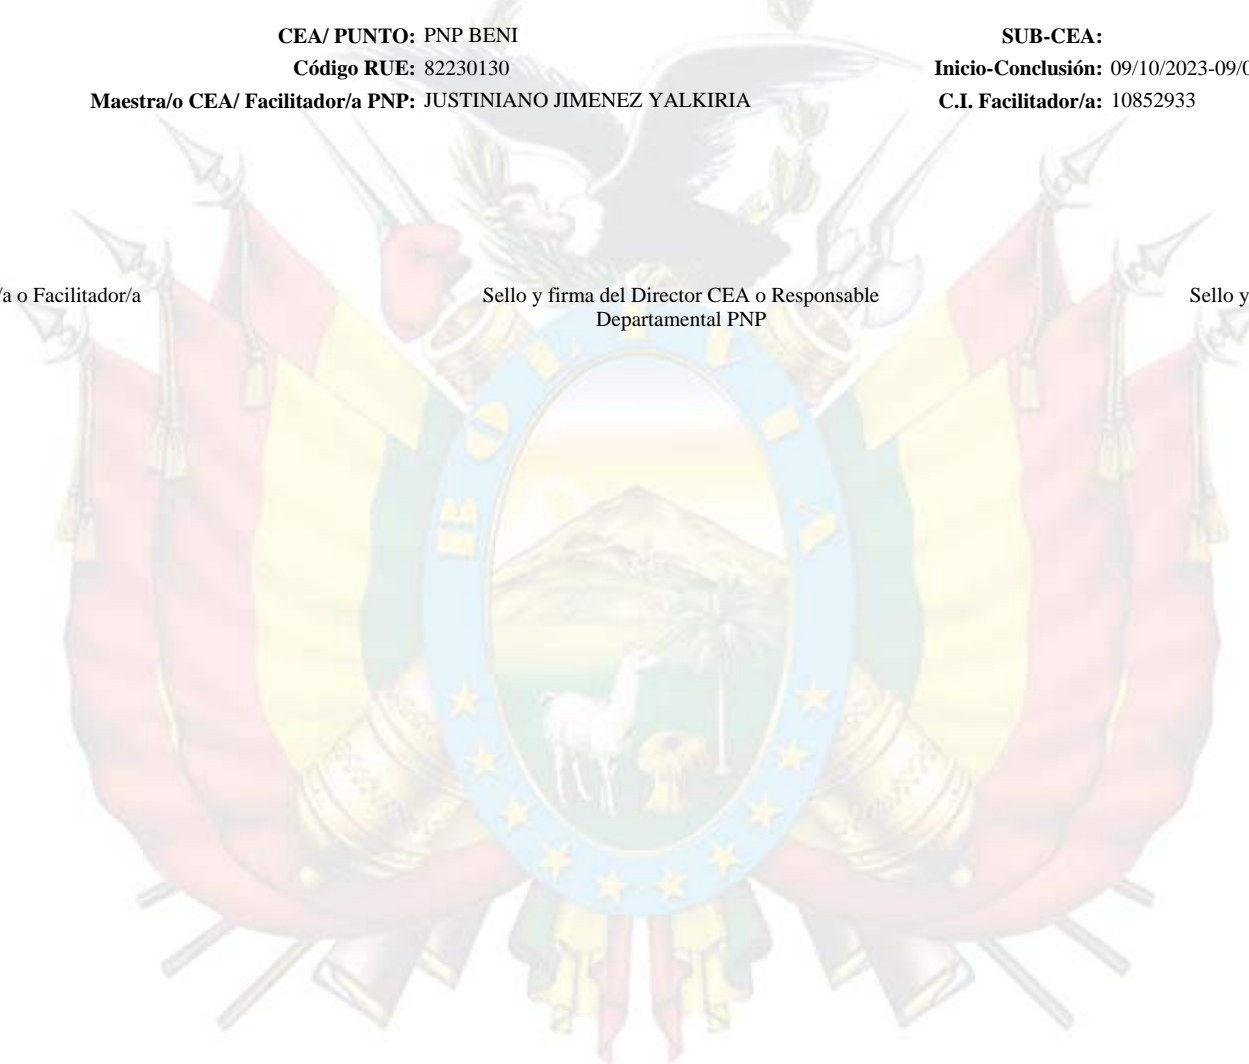 CEA/ PUNTO: PNP BENI SUB-CEA:
Código RUE: 82230130 Inicio-Conclusión: 09/10/2023-09/0
Maestra/o CEA/ Facilitador/a PNP: JUSTINIANO JIMENEZ YALKIRIA C.I. Facilitador/a: 10852933
/a o Facilitador/a Sello y firma del Director CEA o Responsable Sello y
Departamental PNP
BOLIVIA